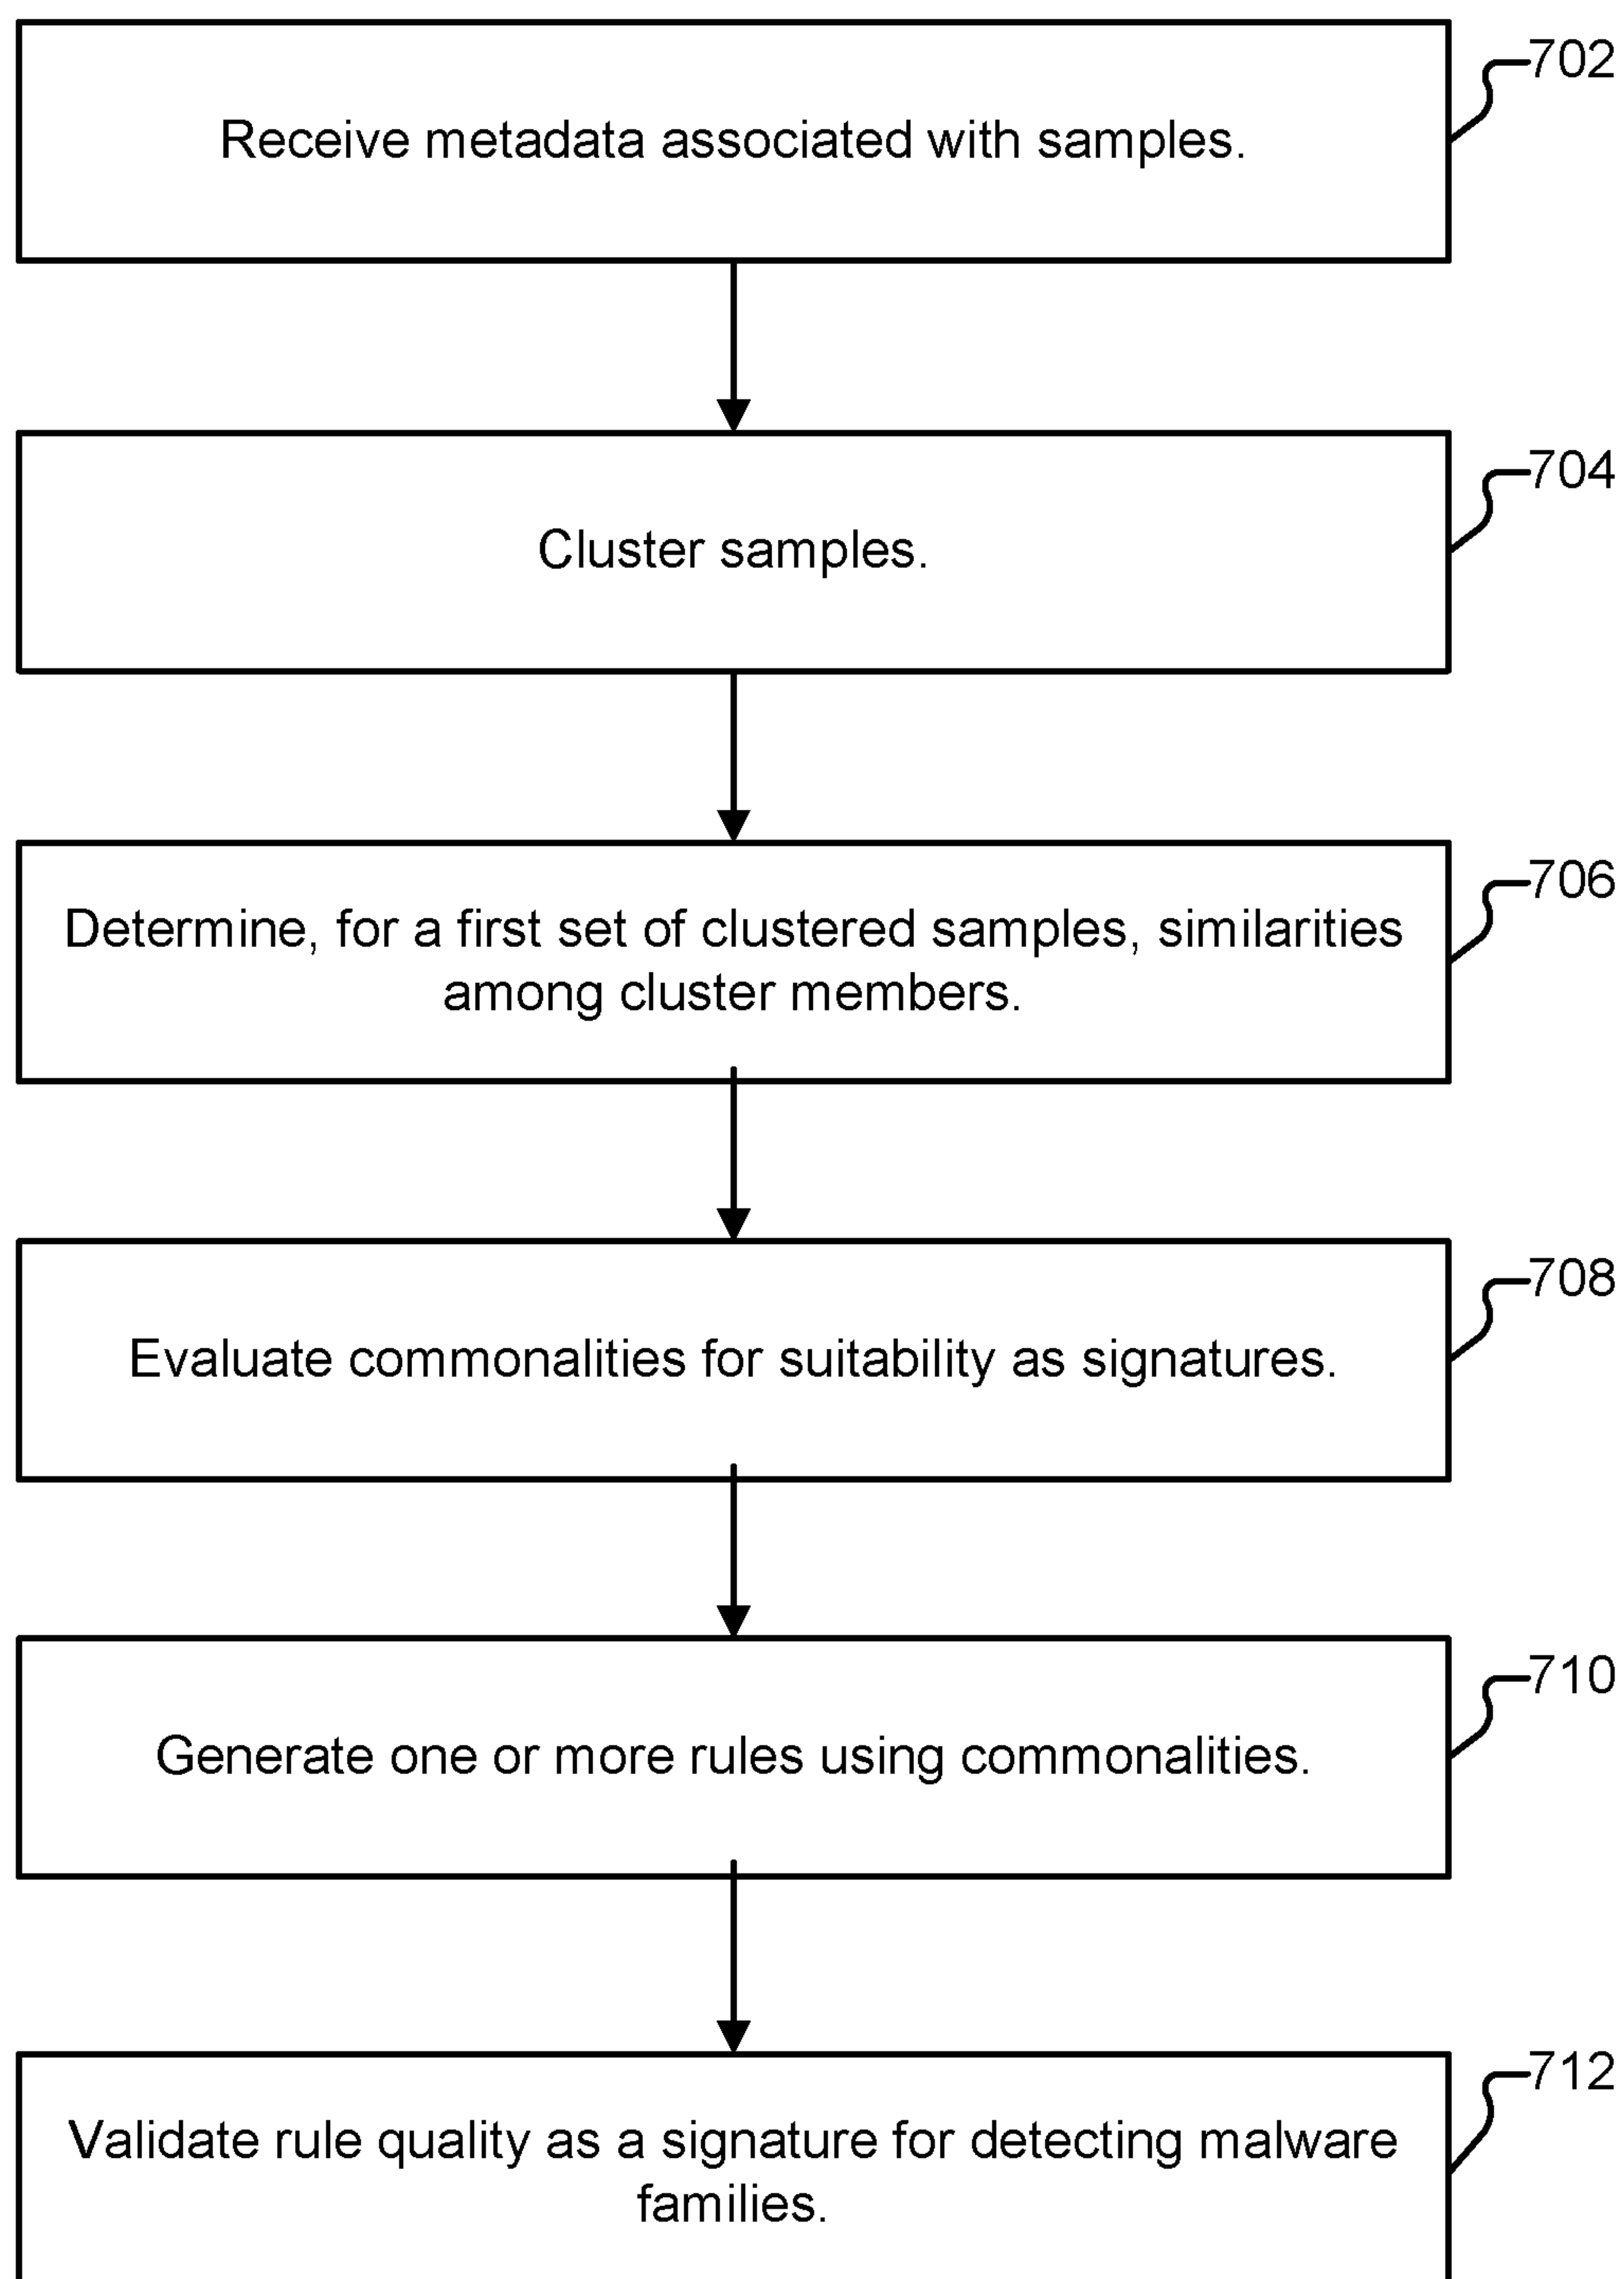 702
Receive metadata associated with samples.
704
Cluster samples.
706
Determine, for a first set of clustered samples, similarities
among cluster members.
708
Evaluate commonalities for suitability as signatures.
710
Generate one or more rules using commonalities.
712
Validate rule quality as a signature for detecting malware
families.